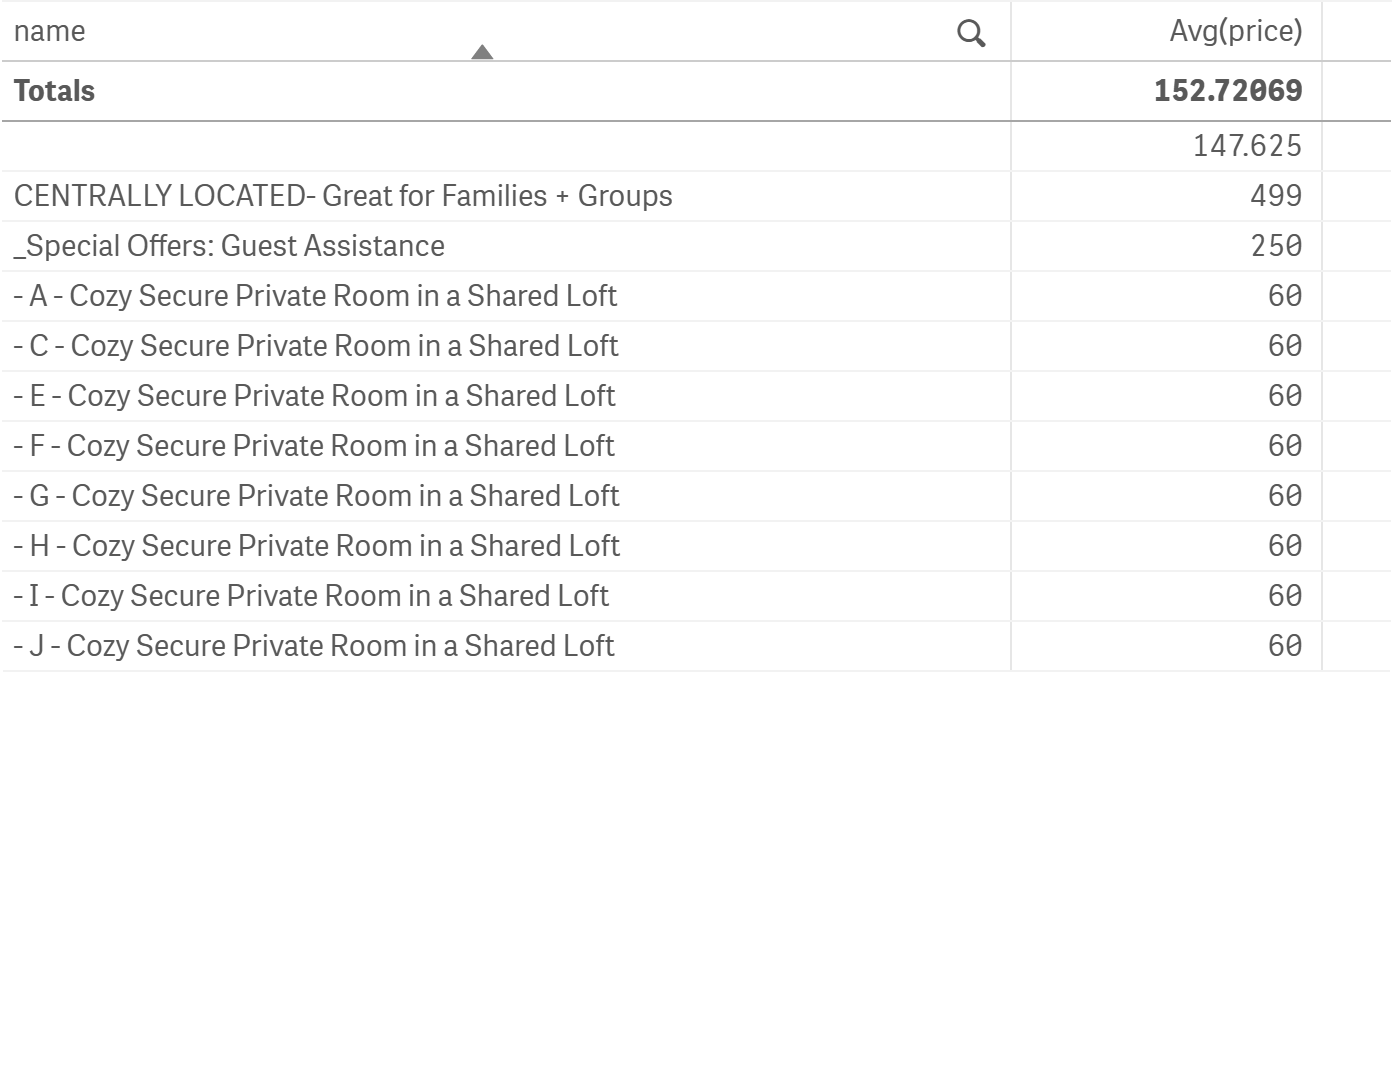 name Avg(price)
Totals 152.72069
147.625
CENTRALLY LOCATED- Great for Families + Groups 499
_Special Offers: Guest Assistance 250
- A - Cozy Secure Private Room in a Shared Loft 60
- C - Cozy Secure Private Room in a Shared Loft 60
- E - Cozy Secure Private Room in a Shared Loft 60
- F - Cozy Secure Private Room in a Shared Loft 60
- G - Cozy Secure Private Room in a Shared Loft 60
- H - Cozy Secure Private Room in a Shared Loft 60
- I - Cozy Secure Private Room in a Shared Loft 60
- J - Cozy Secure Private Room in a Shared Loft 60